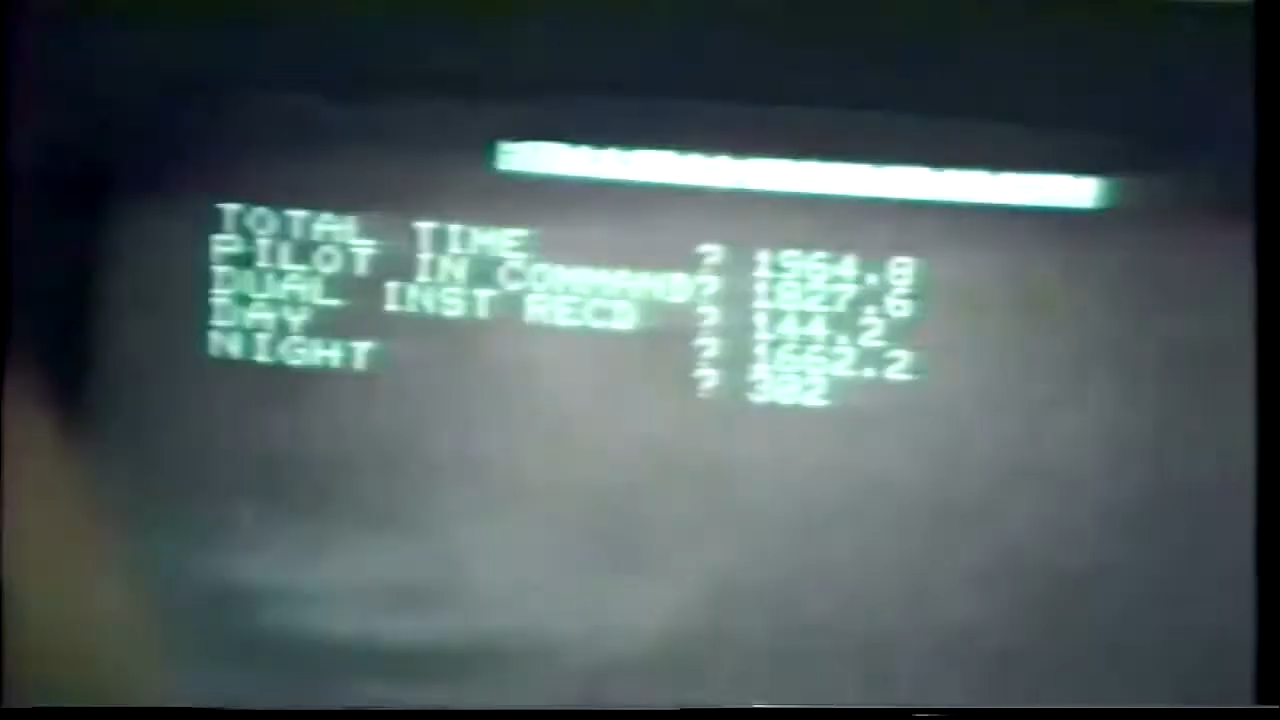 TOTAL TIME ? 1964.8
PILOT IN COMMAND? 1827.6
DUAL INST RECD ? 144.2
DAY ? 1662.2
NIGHT ? 302